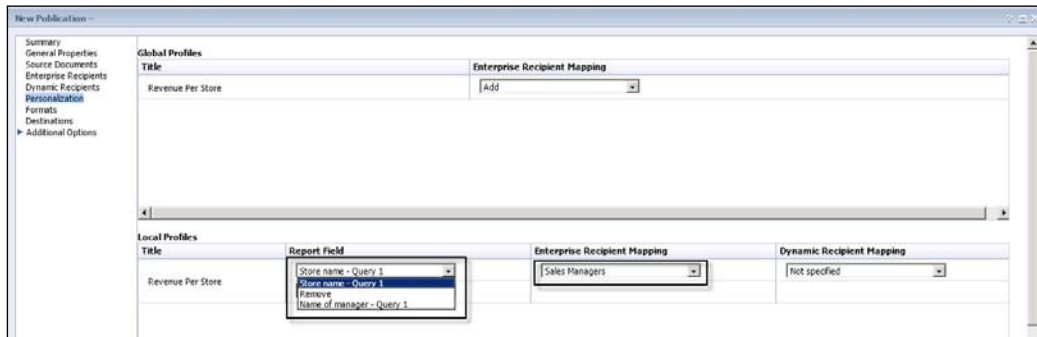 New Publication -
Summary
General Properties
Source Documents
Enterprise Recipients
Dynamic Recipients
Personalization
Formats
Destinations
Additional Options
Global Profiles
Title Enterprise Recipient Mapping
Revenue Per Store Add
Local Profiles
Title Report Field Enterprise Recipient Mapping Dynamic Recipient Mapping
Revenue Per Store Store name - Query 1 Sales Managers Not specified
Store name - Query 1
Remove
Name of manager - Query 1